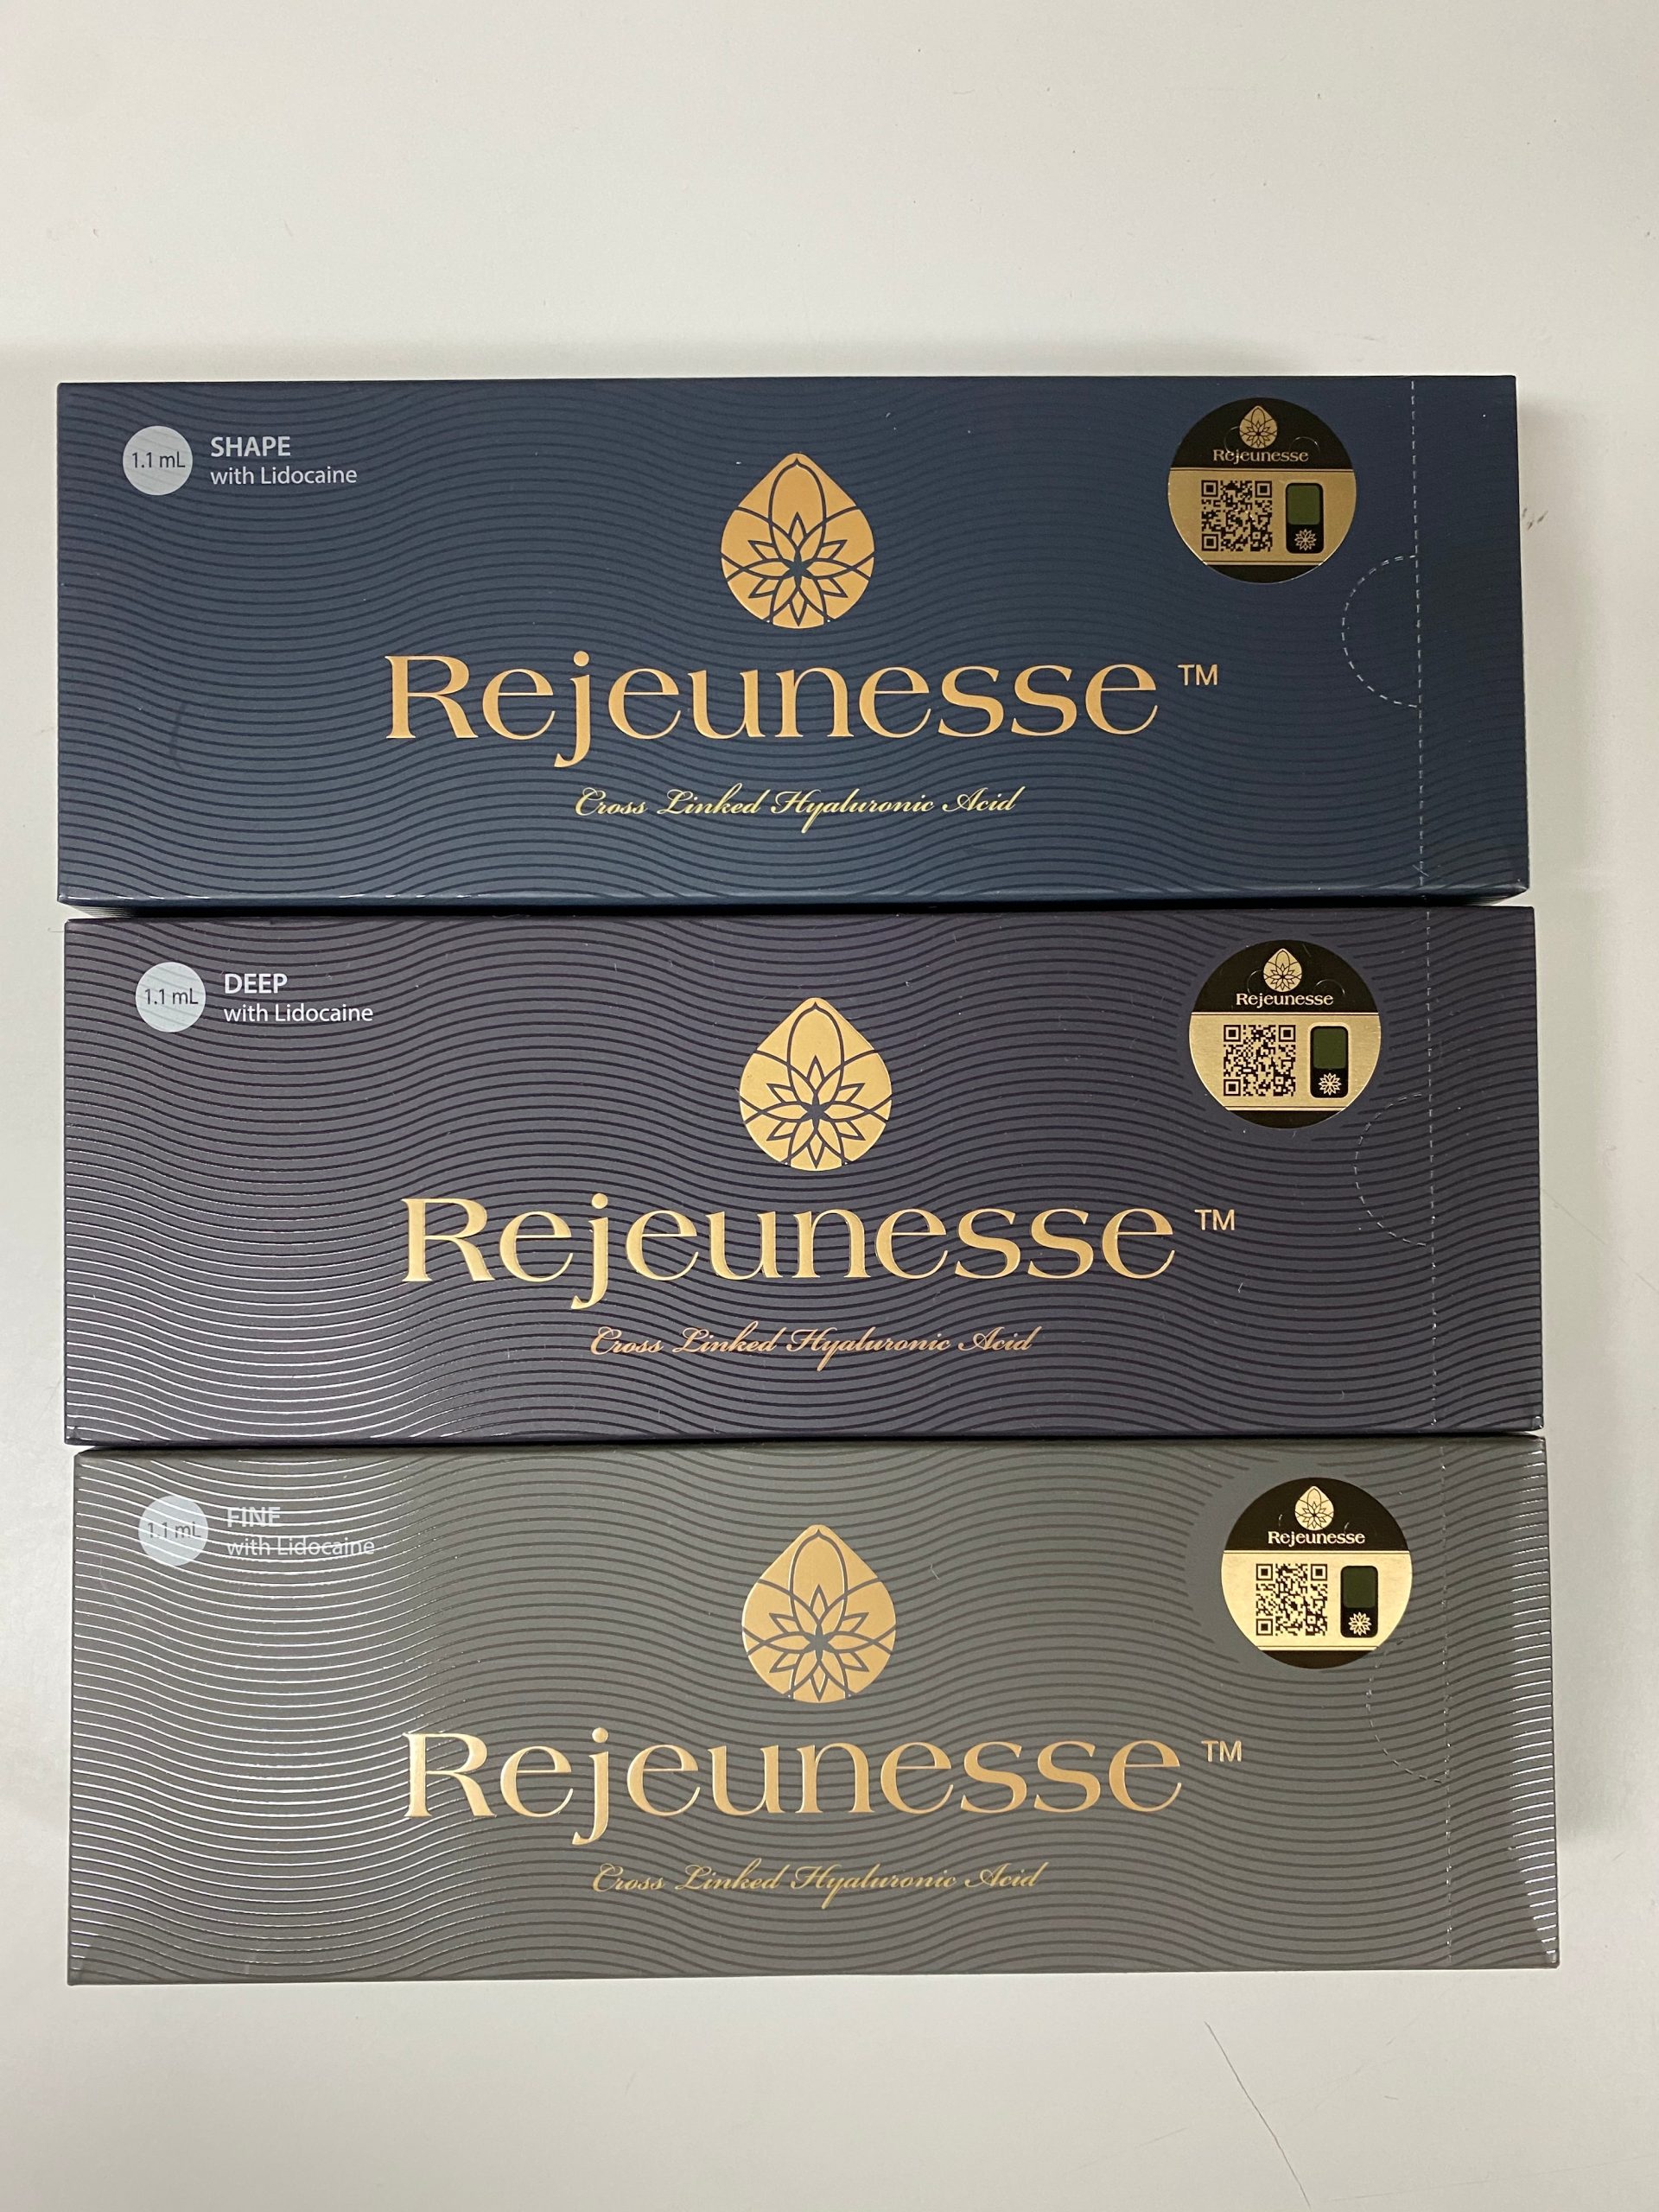 1.1 mL
SHAPE
with Lidocaine
Rejeunesse
Rejeunesse™
Cross Linked Hyaluronic Acid
1.1 mL
DEEP
with Lidocaine
Rejeunesse
Rejeunesse™
Cross Linked Hyaluronic Acid
1.1 mL
FINE
with Lidocaine
Rejeunesse
Rejeunesse™
Cross Linked Hyaluronic Acid